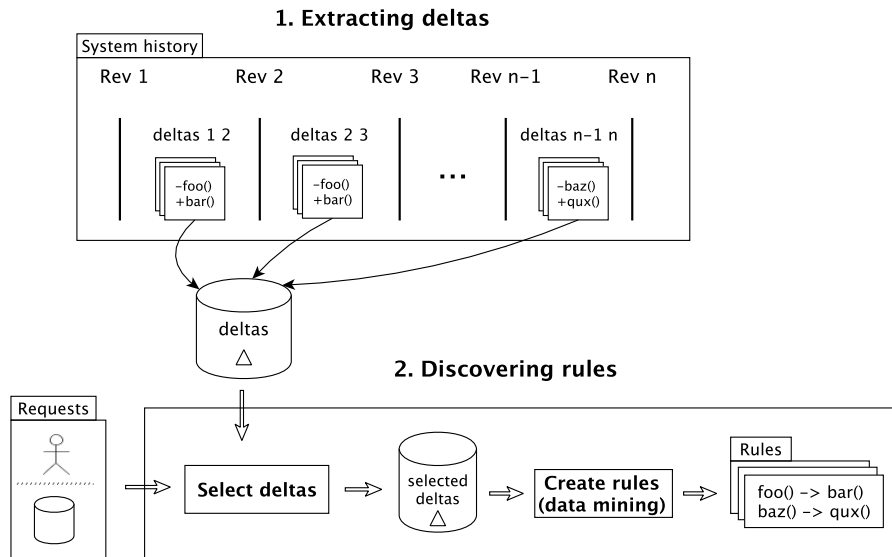 1. Extracting deltas
System history
Rev 1 Rev 2 Rev 3 Rev n-1 Rev n
deltas 1 2 deltas 2 3 deltas n-1 n
-foo()
+bar()
-foo()
+bar()
...
-baz()
+qux()
deltas
△
2. Discovering rules
Requests
Select deltas
selected
deltas
△
Create rules
(data mining)
Rules
foo() -> bar()
baz() -> qux()